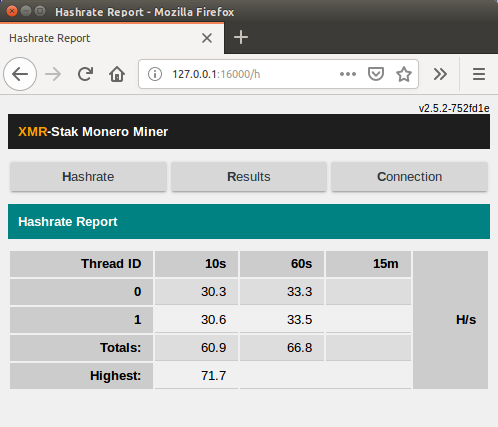 Hashrate Report - Mozilla Firefox
Hashrate Report
127.0.0.1:16000/h
v2.5.2-752fd1e
XMR-Stak Monero Miner
Hashrate Results Connection
Hashrate Report
Thread ID 10s 60s 15m
0 30.3 33.3
1 30.6 33.5 H/s
Totals: 60.9 66.8
Highest: 71.7